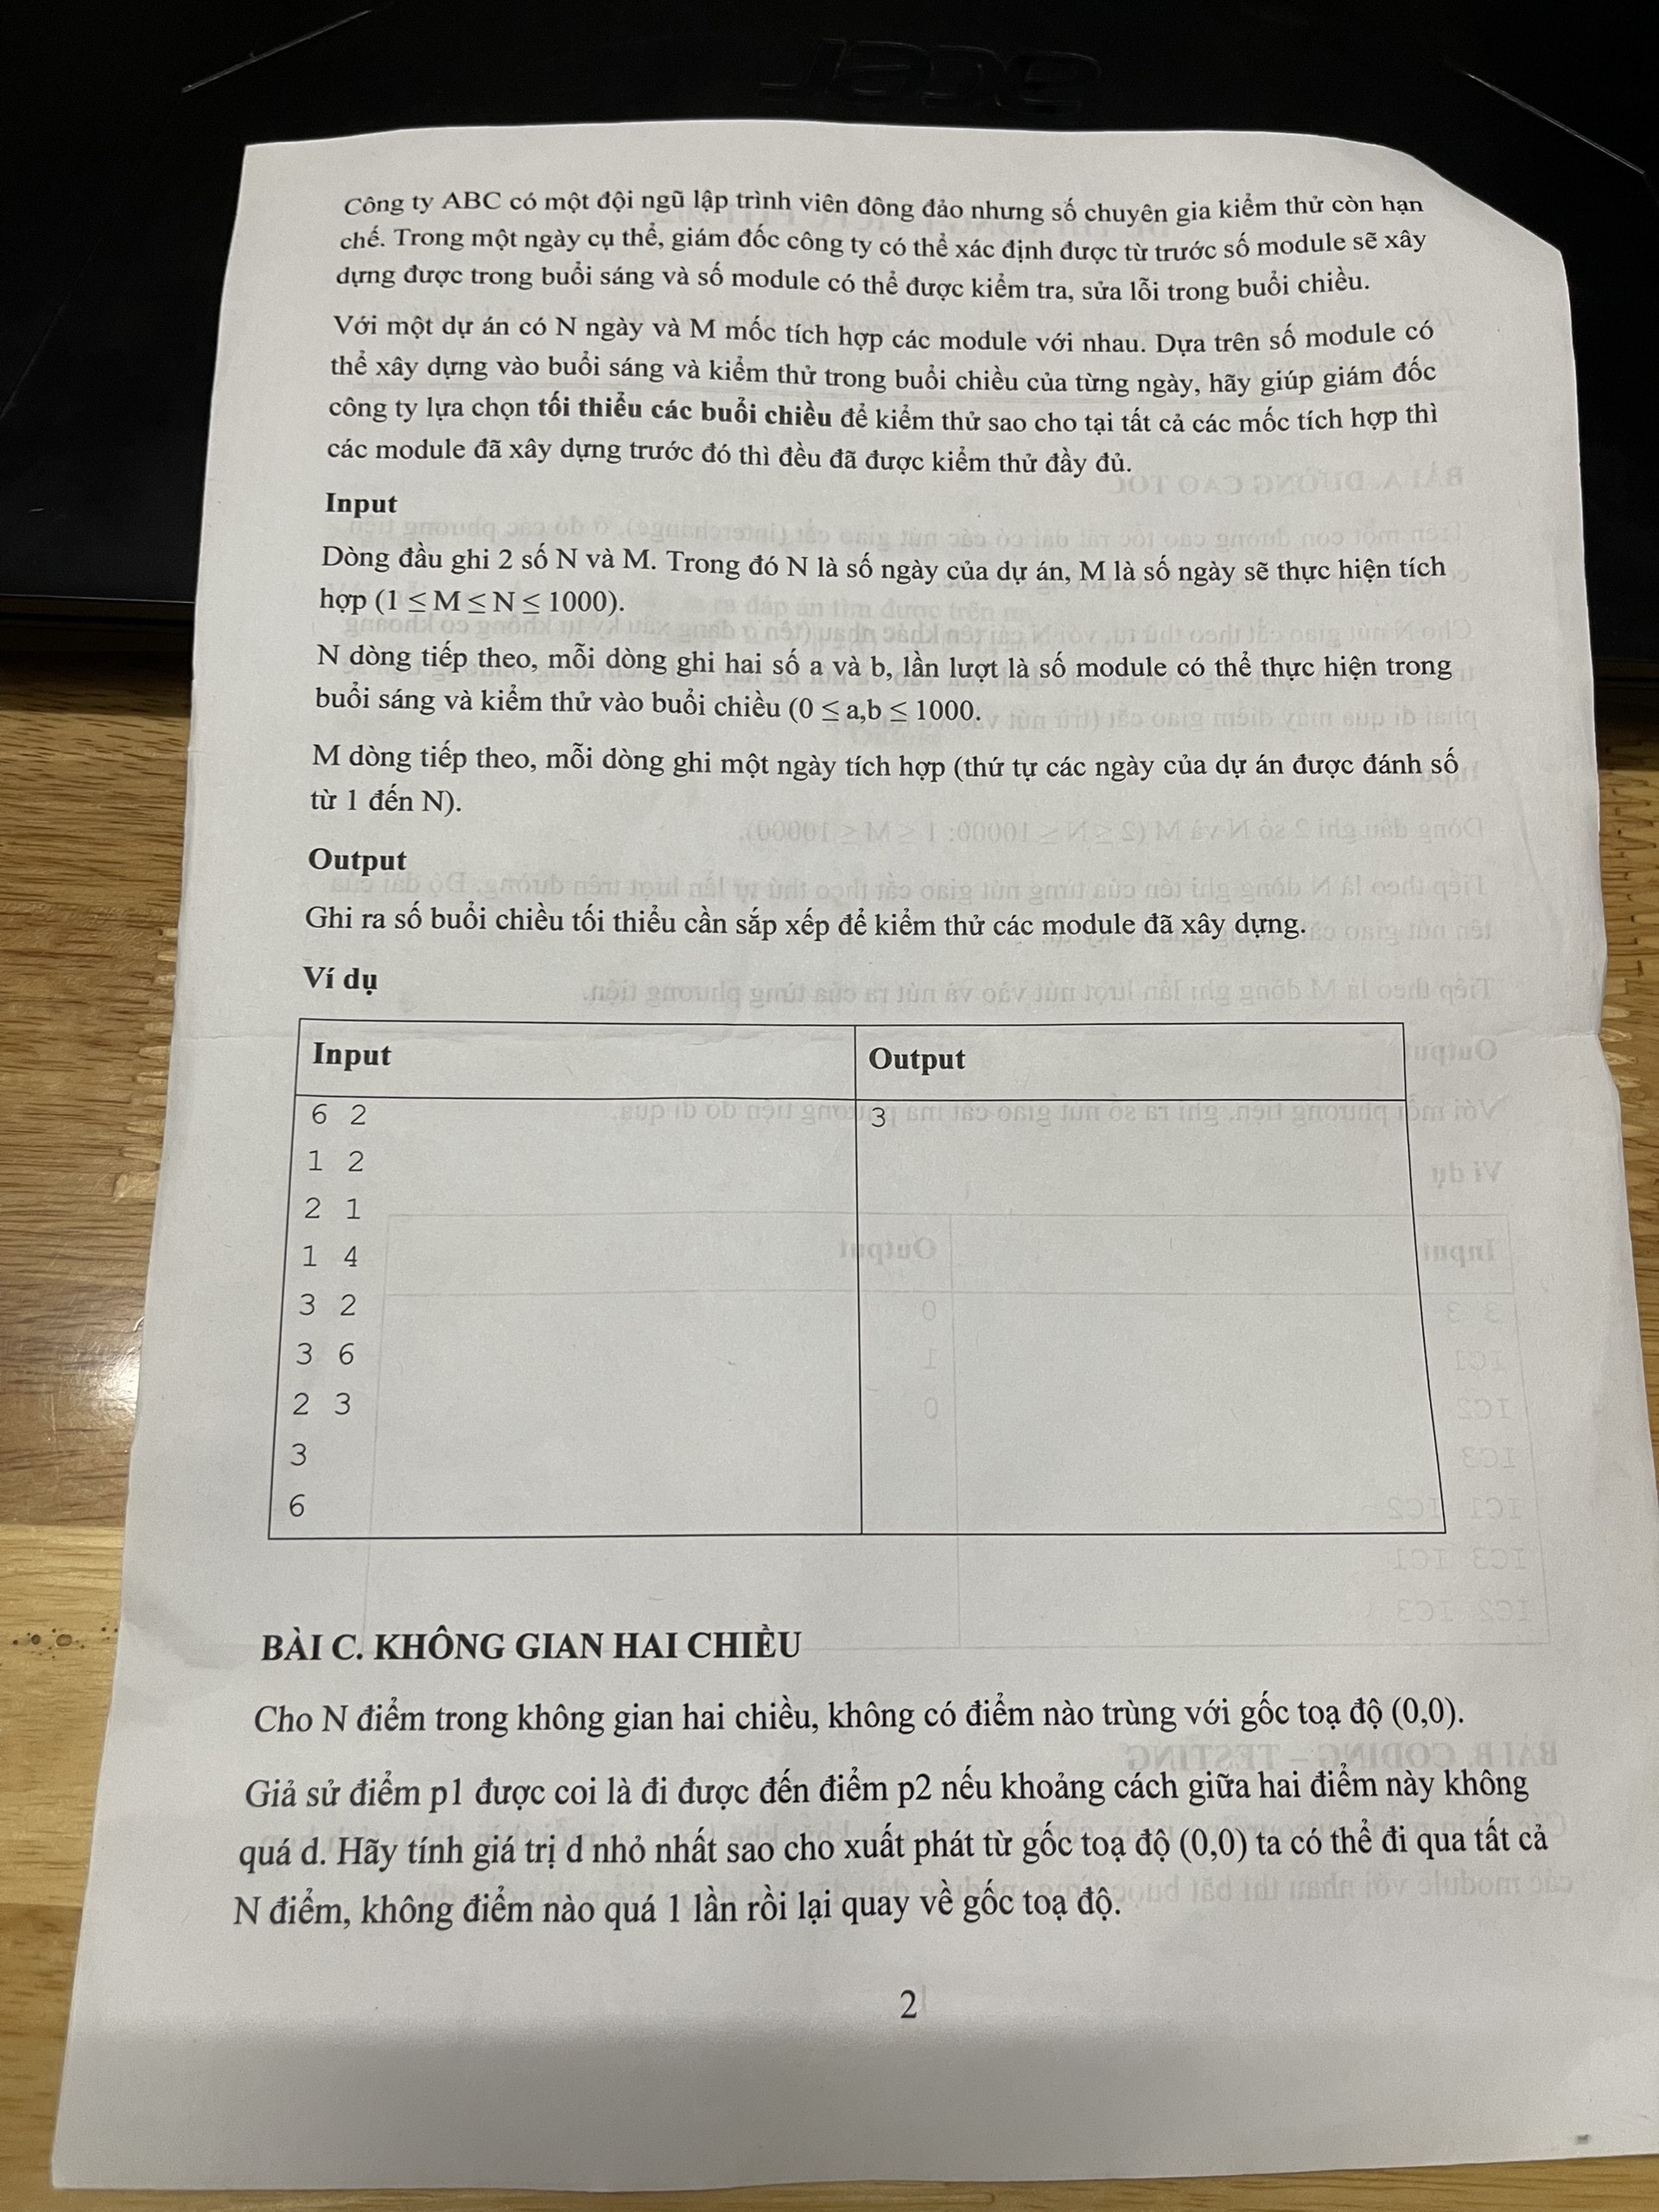 acer
Công ty ABC có một đội ngũ lập trình viên đông đảo nhưng số chuyên gia kiểm thử còn hạn
chế. Trong một ngày cụ thể, giám đốc công ty có thể xác định được từ trước số module sẽ xây
dựng được trong buổi sáng và số module có thể được kiểm tra, sửa lỗi trong buổi chiều.
Với một dự án có N ngày và M mốc tích hợp các module với nhau. Dựa trên số module có
thể xây dựng vào buổi sáng và kiểm thử trong buổi chiều của từng ngày, hãy giúp giám đốc
công ty lựa chọn tối thiểu các buổi chiều để kiểm thử sao cho tại tất cả các mốc tích hợp thì
các module đã xây dựng trước đó thì đều đã được kiểm thử đầy đủ.
Input
Dòng đầu ghi 2 số N và M. Trong đó N là số ngày của dự án, M là số ngày sẽ thực hiện tích
hợp (1 ≤ M ≤ N ≤ 1000).
N dòng tiếp theo, mỗi dòng ghi hai số a và b, lần lượt là số module có thể thực hiện trong
buổi sáng và kiểm thử vào buổi chiều (0 ≤ a,b ≤ 1000.
M dòng tiếp theo, mỗi dòng ghi một ngày tích hợp (thứ tự các ngày của dự án được đánh số
từ 1 đến N).
Output
Ghi ra số buổi chiều tối thiểu cần sắp xếp để kiểm thử các module đã xây dựng.
Ví dụ
Input Output
6 2 3
1 2
2 1
1 4
3 2
3 6
2 3
3
6
BÀI C. KHÔNG GIAN HAI CHIỀU
Cho N điểm trong không gian hai chiều, không có điểm nào trùng với gốc toạ độ (0,0).
Giả sử điểm p1 được coi là đi được đến điểm p2 nếu khoảng cách giữa hai điểm này không
quá d. Hãy tính giá trị d nhỏ nhất sao cho xuất phát từ gốc toạ độ (0,0) ta có thể đi qua tất cả
N điểm, không điểm nào quá 1 lần rồi lại quay về gốc toạ độ.
2